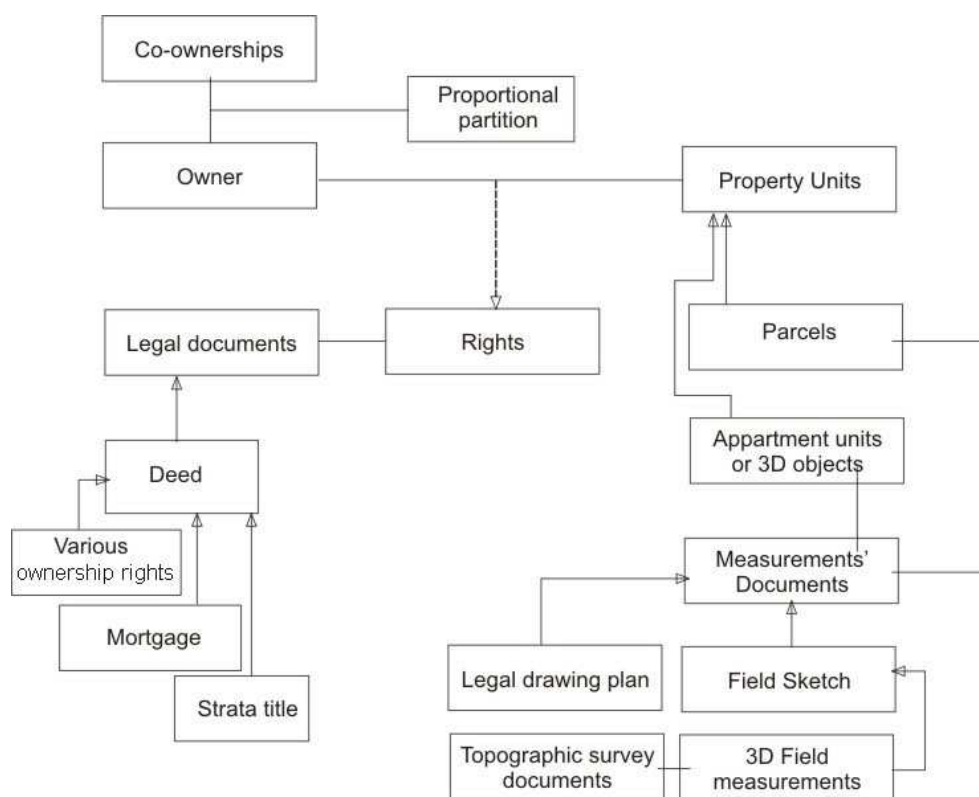 Co-ownerships
Proportional
partition
Owner
Property Units
Legal documents
Rights
Parcels
Appartment units
or 3D objects
Deed
Various
ownership rights
Measurements'
Documents
Mortgage
Legal drawing plan
Field Sketch
Strata title
Topographic survey
documents
3D Field
measurements